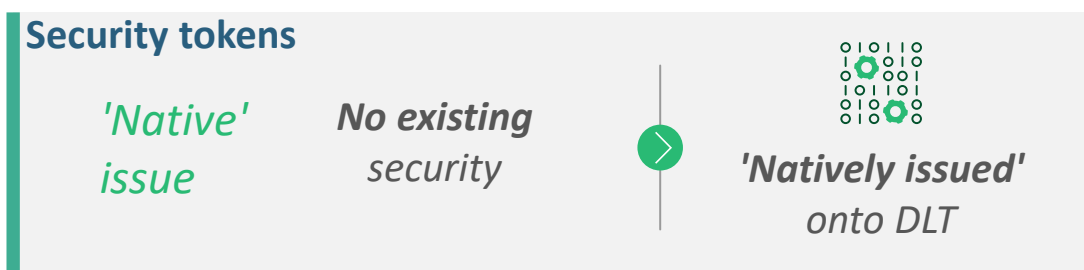 Security tokens
'Native'
issue
No existing
security
'Natively issued'
onto DLT